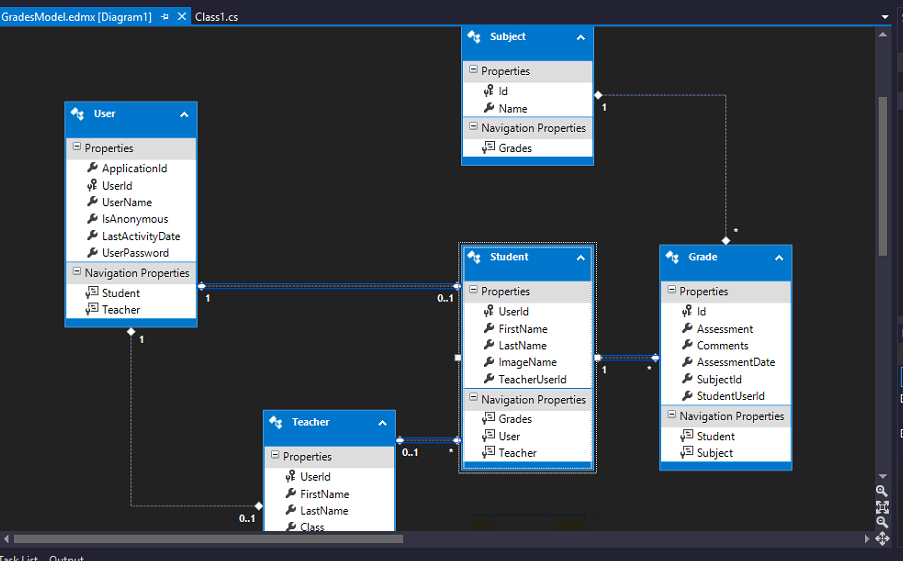 GradesModel.edmx [Diagram1]
Class1.cs
Subject
Properties
Id
Name
Navigation Properties
Grades
1
*
User
Properties
ApplicationId
UserId
UserName
IsAnonymous
LastActivityDate
UserPassword
Navigation Properties
Student
Teacher
1
0..1
1
0..1
Student
Properties
UserId
FirstName
LastName
ImageName
TeacherUserId
Navigation Properties
Grades
User
Teacher
1
*
Grade
Properties
Id
Assessment
Comments
AssessmentDate
SubjectId
StudentUserId
Navigation Properties
Student
Subject
Teacher
Properties
UserId
FirstName
LastName
Class
0..1
*
Task List
Output